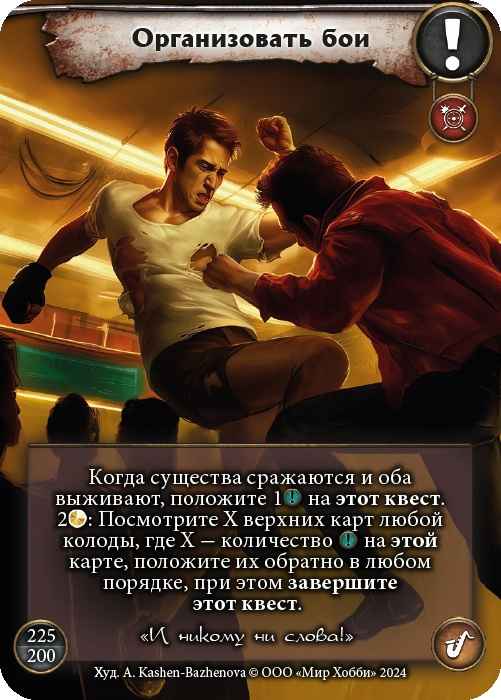 Организовать бои
!
Когда существа сражаются и оба
выживают, положите 1 на этот квест.
2: Посмотрите X верхних карт любой
колоды, где X — количество на этой
карте, положите их обратно в любом
порядке, при этом завершите
этот квест.
«И никому ни слова!»
225
200
Худ. A. Kashen-Bazhenova © ООО «Мир Хобби» 2024